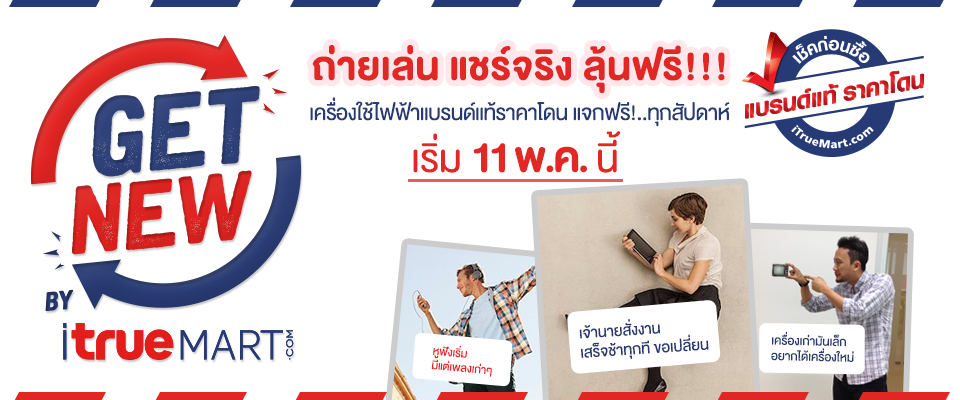 GET
NEW
BY
itrueMART.COM
ถ่ายเล่น แชร์จริง ลุ้นฟรี!!!
เครื่องใช้ไฟฟ้าแบรนด์แท้ราคาโดน แจกฟรี!..ทุกสัปดาห์
เริ่ม 11 พ.ค. นี้
เช็คก่อนซื้อ
แบรนด์แท้ ราคาโดน
iTrueMart.com
หูฟังเริ่ม
มีแต่เพลงเก่าๆ
เจ้านายสั่งงาน
เสร็จช้าทุกที ขอเปลี่ยน
เครื่องเก่ามันเล็ก
อยากได้เครื่องใหม่